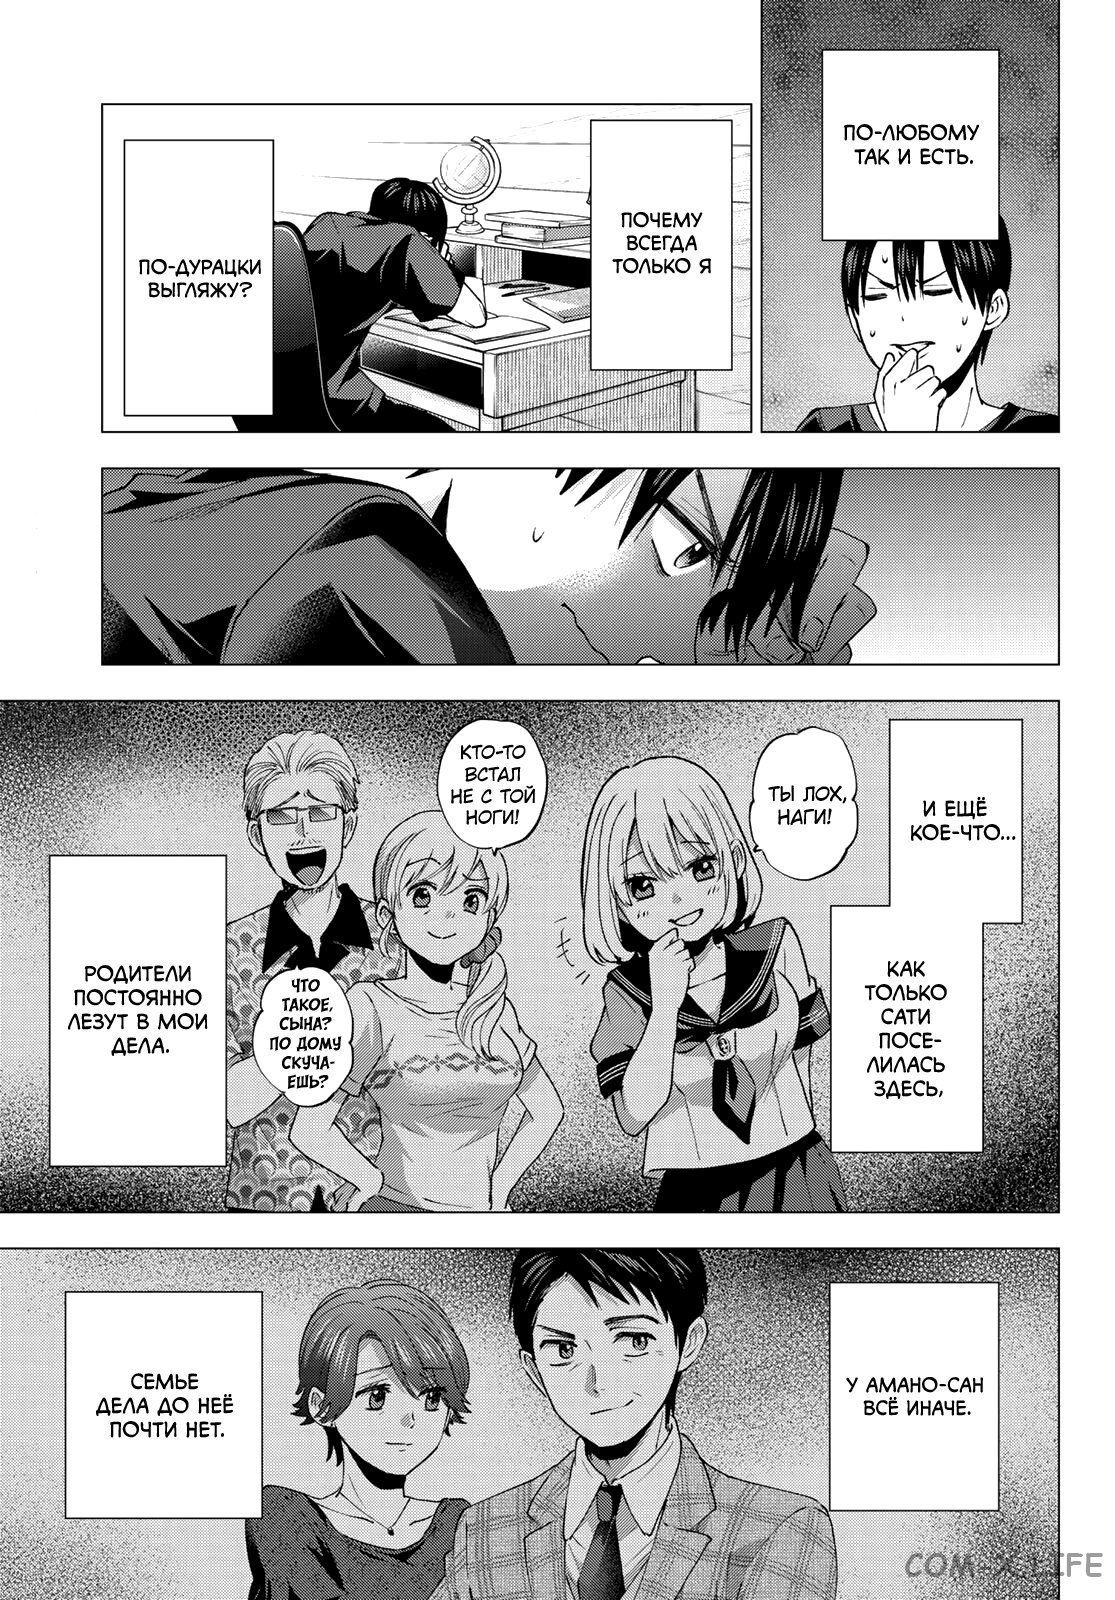 ПО-ЛЮБОМУ
ТАК И ЕСТЬ.
ПОЧЕМУ
ВСЕГДА
ТОЛЬКО Я
ПО-ДУРАЦКИ
ВЫГЛЯЖУ?
И ЕЩЁ
КОЕ-ЧТО...
КАК
ТОЛЬКО
САТИ
ПОСЕ-
ЛИЛАСЬ
ЗДЕСЬ,
ТЫ ЛОХ,
НАГИ!
КТО-ТО
ВСТАЛ
НЕ С ТОЙ
НОГИ!
ЧТО
ТАКОЕ,
СЫНА?
ПО ДОМУ
СКУЧА-
ЕШЬ?
РОДИТЕЛИ
ПОСТОЯННО
ЛЕЗУТ В МОИ
ДЕЛА.
У АМАНО-САН
ВСЁ ИНАЧЕ.
СЕМЬЕ
ДЕЛА ДО НЕЁ
ПОЧТИ НЕТ.
COM-X.LIFE